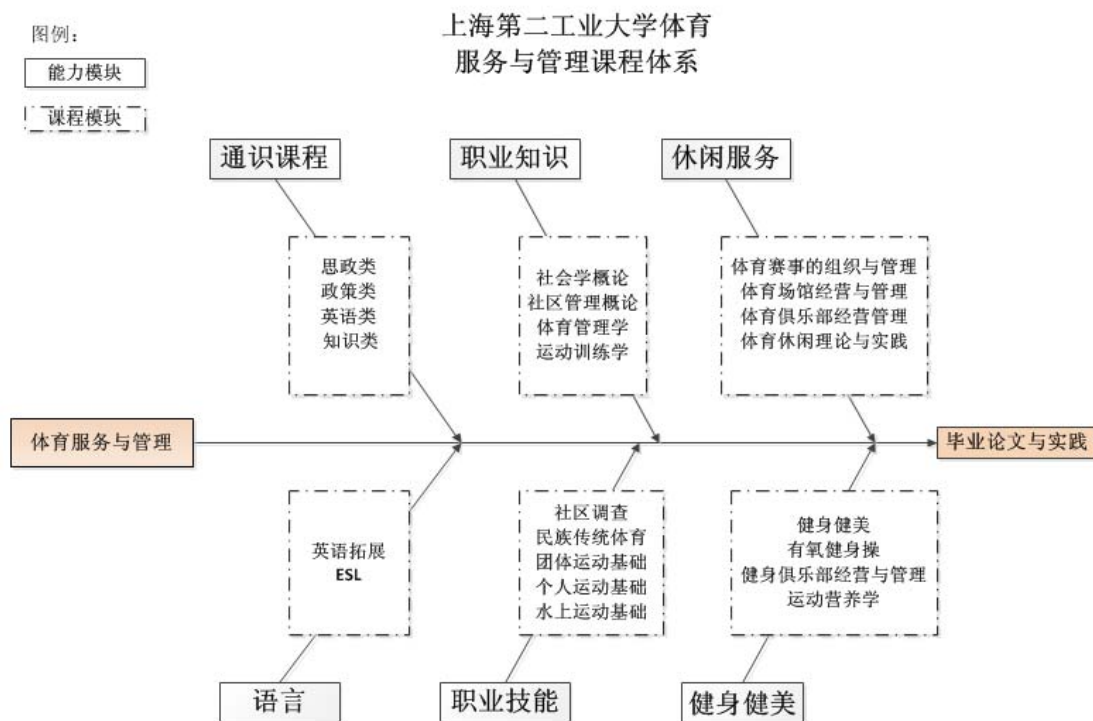 图例：
能力模块
课程模块
上海第二工业大学体育
服务与管理课程体系
通识课程
职业知识
休闲服务
思政类
政策类
英语类
知识类
社会学概论
社区管理概论
体育管理学
运动训练学
体育赛事的组织与管理
体育场馆经营与管理
体育俱乐部经营管理
体育休闲理论与实践
体育服务与管理
毕业论文与实践
英语拓展
ESL
社区调查
民族传统体育
团体运动基础
个人运动基础
水上运动基础
健身健美
有氧健身操
健身俱乐部经营与管理
运动营养学
语言
职业技能
健身健美